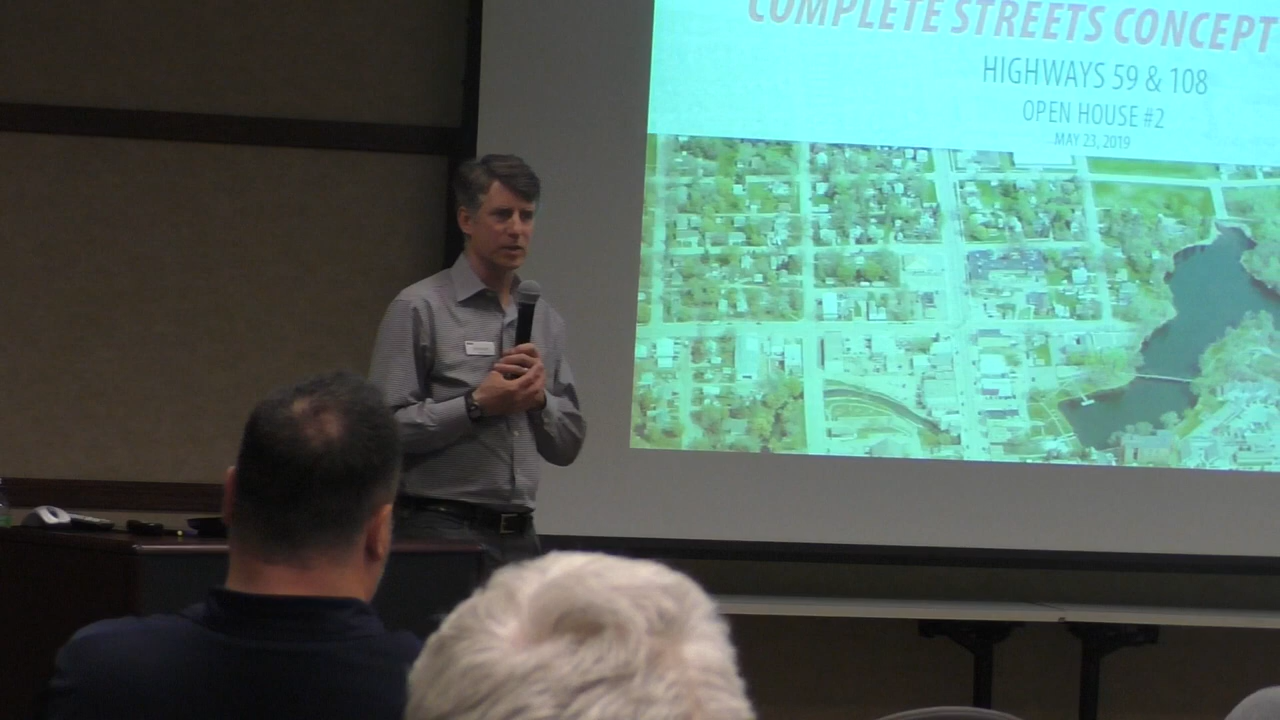 COMPLETE STREETS CONCEPT
HIGHWAYS 59 & 108
OPEN HOUSE #2
MAY 23, 2019